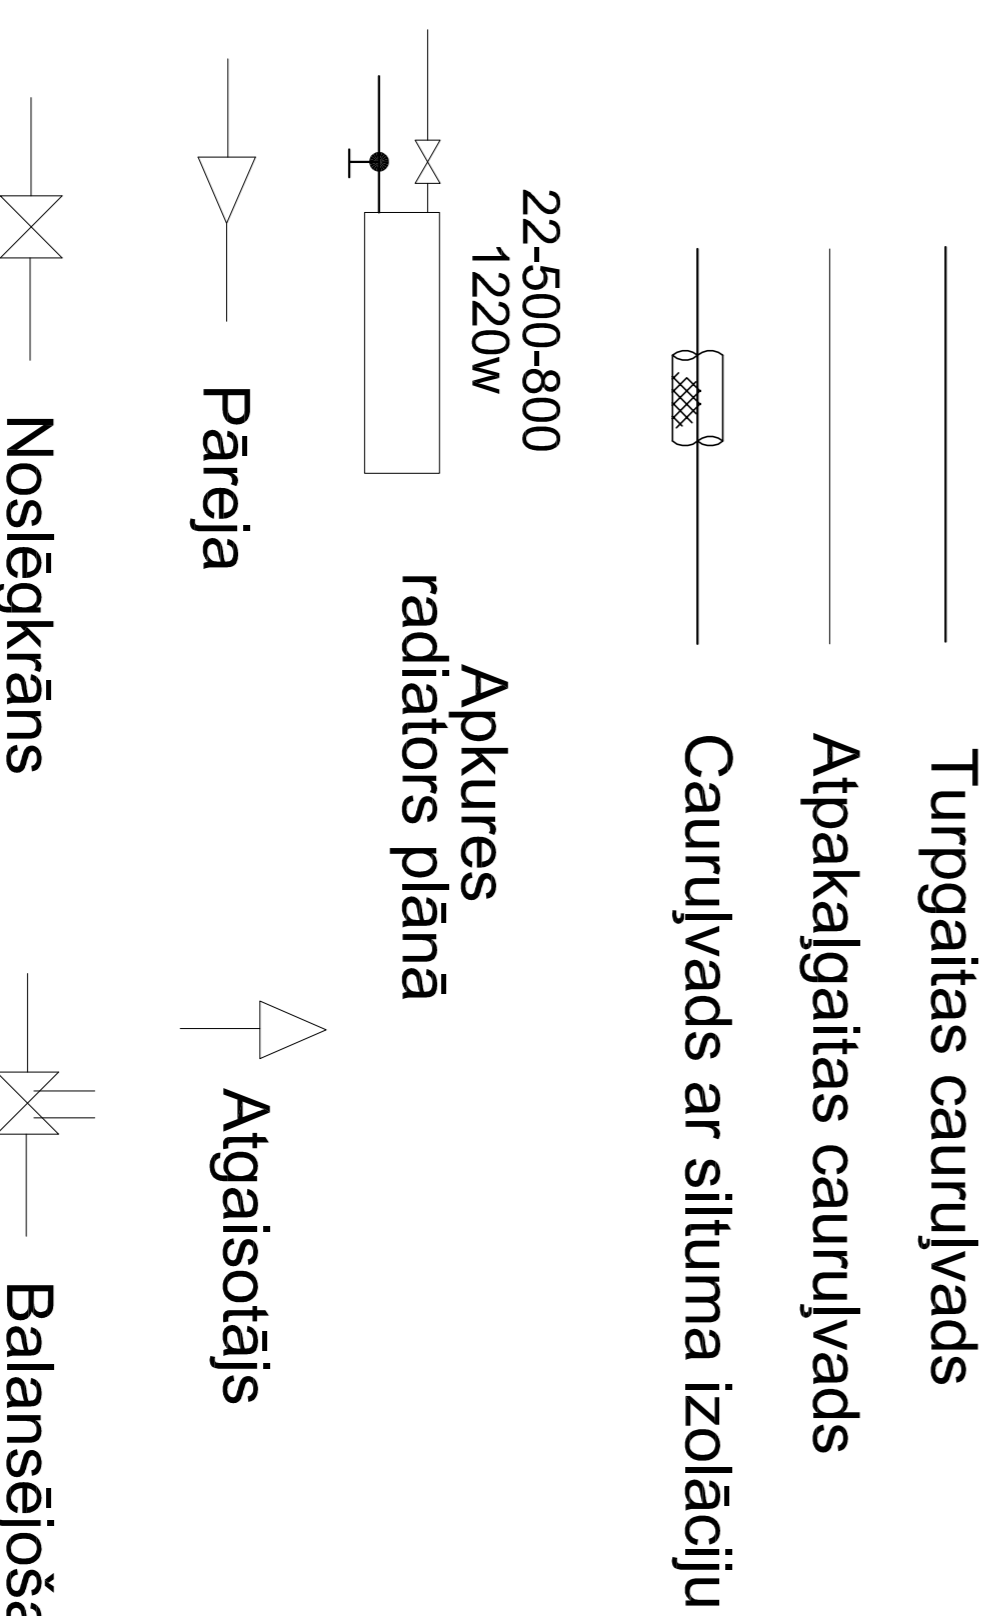 Turpgaitas cauruļvads
Atpakaļgaitas cauruļvads
Cauruļvads ar siltuma izolāciju
22-500-800
1220w
Apkures
radiators plānā
Pāreja
Atgaisotājs
Noslēgkrāns